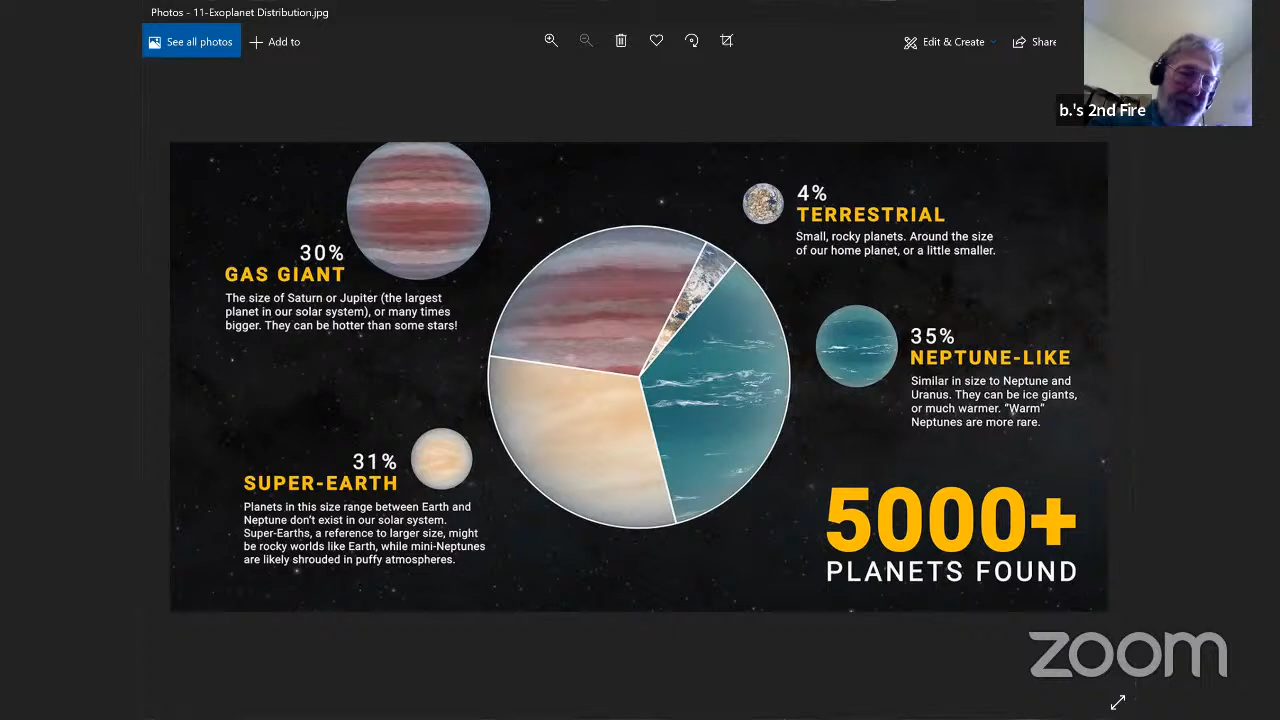 Photos - 11-Exoplanet Distribution.jpg
See all photos
Add to
Edit & Create
Share
b.'s 2nd Fire
30%
GAS GIANT
The size of Saturn or Jupiter (the largest
planet in our solar system), or many times
bigger. They can be hotter than some stars!
4%
TERRESTRIAL
Small, rocky planets. Around the size
of our home planet, or a little smaller.
35%
NEPTUNE-LIKE
Similar in size to Neptune and
Uranus. They can be ice giants,
or much warmer. “Warm”
Neptunes are more rare.
31%
SUPER-EARTH
Planets in this size range between Earth and
Neptune don't exist in our solar system.
Super-Earths, a reference to larger size, might
be rocky worlds like Earth, while mini-Neptunes
are likely shrouded in puffy atmospheres.
5000+
PLANETS FOUND
zoom